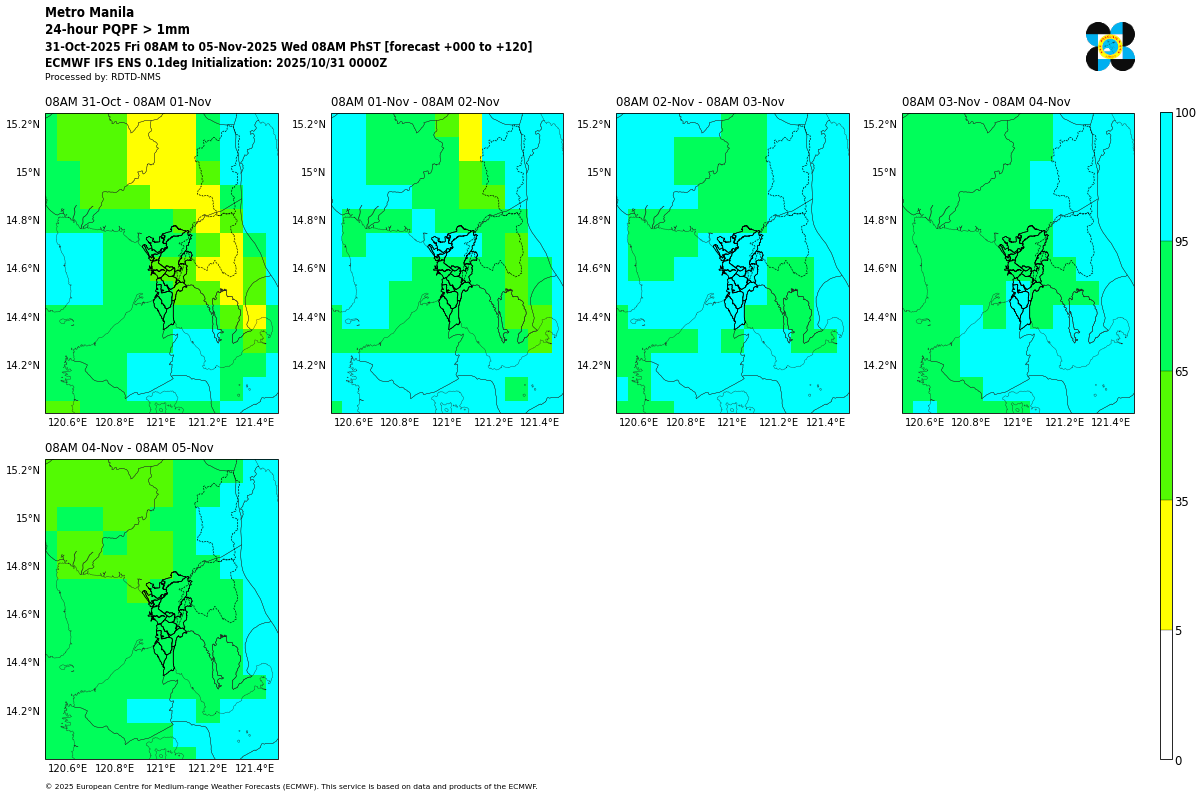 Metro Manila
24-hour PQPF > 1mm
31-Oct-2025 Fri 08AM to 05-Nov-2025 Wed 08AM PhST [forecast +000 to +120]
ECMWF IFS ENS 0.1deg Initialization: 2025/10/31 0000Z
Processed by: RDTD-NMS
08AM 31-Oct - 08AM 01-Nov
08AM 01-Nov - 08AM 02-Nov
08AM 02-Nov - 08AM 03-Nov
08AM 03-Nov - 08AM 04-Nov
15.2°N 15.2°N 15.2°N 15.2°N
15°N 15°N 15°N 15°N
14.8°N 14.8°N 14.8°N 14.8°N
14.6°N 14.6°N 14.6°N 14.6°N
14.4°N 14.4°N 14.4°N 14.4°N
14.2°N 14.2°N 14.2°N 14.2°N
120.6°E 120.8°E 121°E 121.2°E 121.4°E
120.6°E 120.8°E 121°E 121.2°E 121.4°E
120.6°E 120.8°E 121°E 121.2°E 121.4°E
120.6°E 120.8°E 121°E 121.2°E 121.4°E
100
95
65
35
5
0
08AM 04-Nov - 08AM 05-Nov
15.2°N
15°N
14.8°N
14.6°N
14.4°N
14.2°N
120.6°E 120.8°E 121°E 121.2°E 121.4°E
© 2025 European Centre for Medium-range Weather Forecasts (ECMWF). This service is based on data and products of the ECMWF.